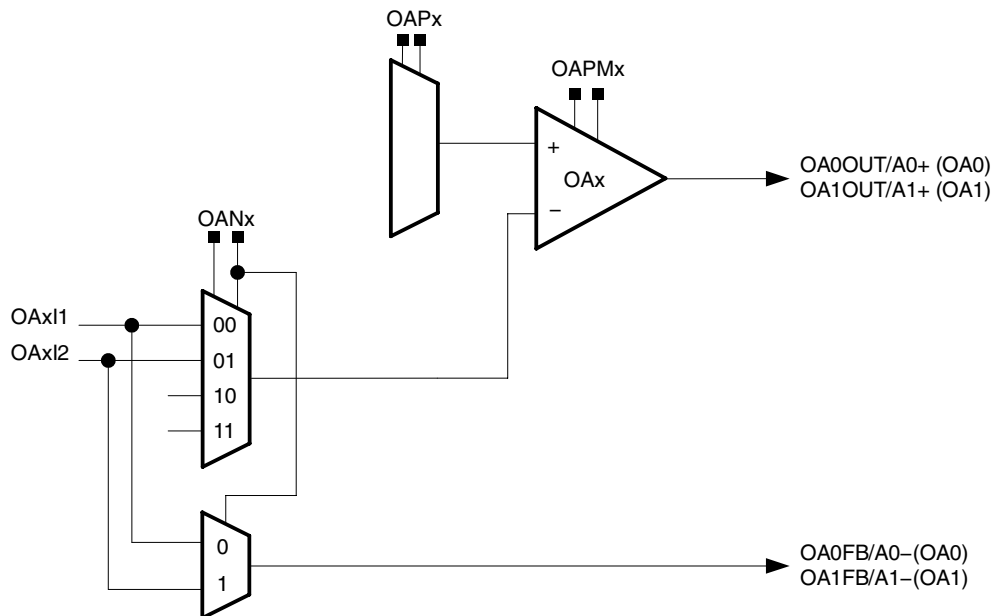 OAPx
OAPMx
+
OAx
−
OA0OUT/A0+ (OA0)
OA1OUT/A1+ (OA1)
OANx
OAxI1
OAxI2
00
01
10
11
0
1
OA0FB/A0−(OA0)
OA1FB/A1−(OA1)